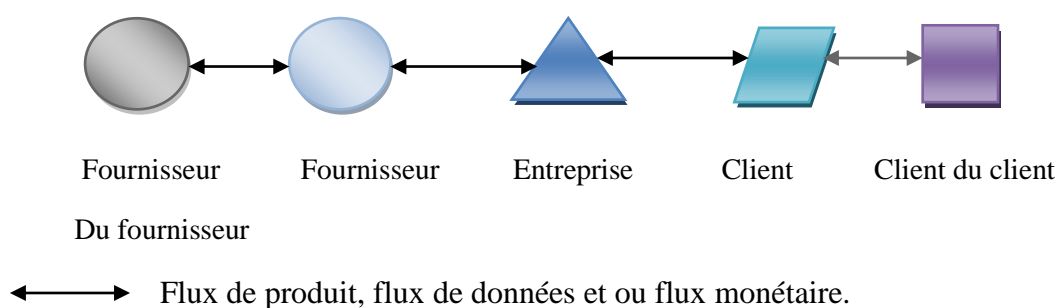 Fournisseur Fournisseur Entreprise Client Client du client
Du fournisseur
Flux de produit, flux de données et ou flux monétaire.